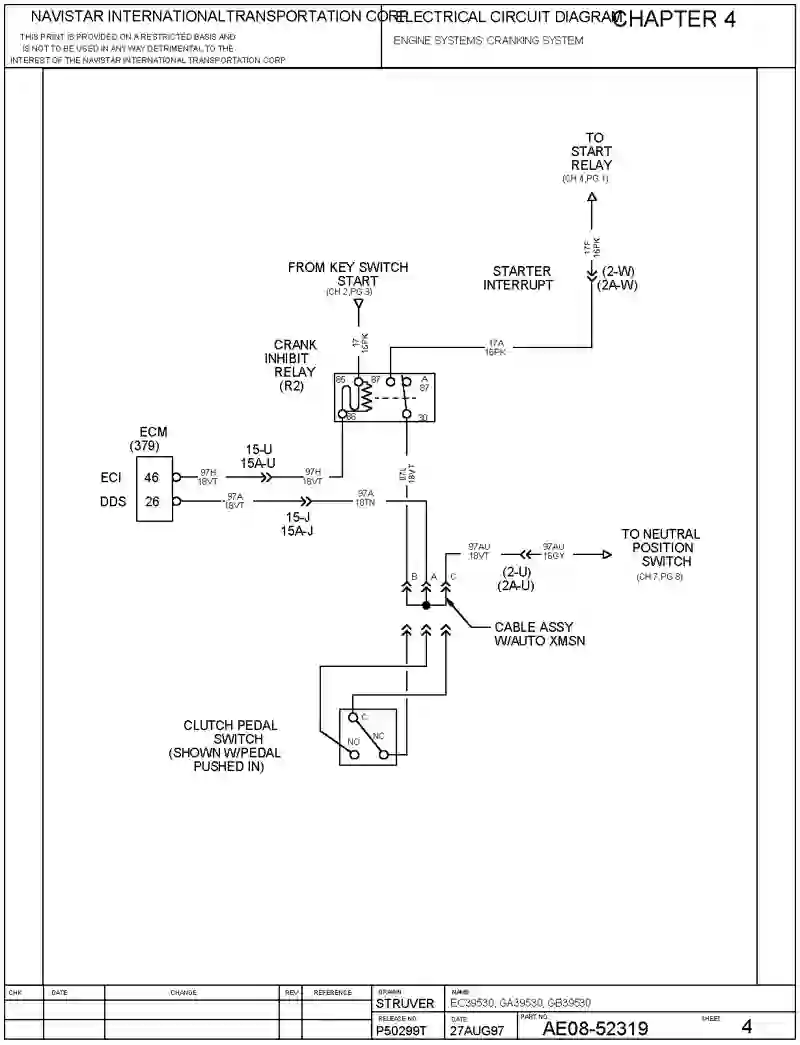 NAVISTAR INTERNATIONAL TRANSPORTATION CORP.
THIS PRINT IS PROVIDED ON A RESTRICTED BASIS AND
IS NOT TO BE USED IN ANY WAY DETRIMENTAL TO THE
INTEREST OF THE NAVISTAR INTERNATIONAL TRANSPORTATION CORP
ELECTRICAL CIRCUIT DIAGRAM
CHAPTER 4
ENGINE SYSTEMS: CRANKING SYSTEM
TO
START
RELAY
(CH 4,PG 1)
17F
16PK
STARTER
INTERRUPT
(2-W)
(2A-W)
FROM KEY SWITCH
START
(CH 2,PG 3)
17
16PK
17A
16PK
CRANK
INHIBIT
RELAY
(R2)
85
87
A
87
86
30
ECM
(379)
ECI
46
97H
18VT
15-U
15A-U
97H
18VT
97L
18VT
DDS
26
97A
18VT
15-J
15A-J
97A
18TN
97AU
18VT
97AU
18GY
(2-U)
(2A-U)
TO NEUTRAL
POSITION
SWITCH
(CH 7,PG 8)
B
A
C
CABLE ASSY
W/AUTO XMSN
CLUTCH PEDAL
SWITCH
(SHOWN W/PEDAL
PUSHED IN)
C
NO
NC
CHK
DATE
CHANGE
REV
REFERENCE
DRAWN
STRUVER
NAME
EC39530, GA39530, GB39530
RELEASE NO.
P50299T
DATE
27AUG97
PART NO.
AE08-52319
SHEET
4